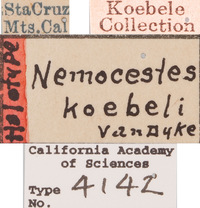 StaCruz
Mts.Cal
Koebele
Collection
Holotype
Nemocestes
koebeli
VanDyke
California Academy
of Sciences
Type
No. 4142